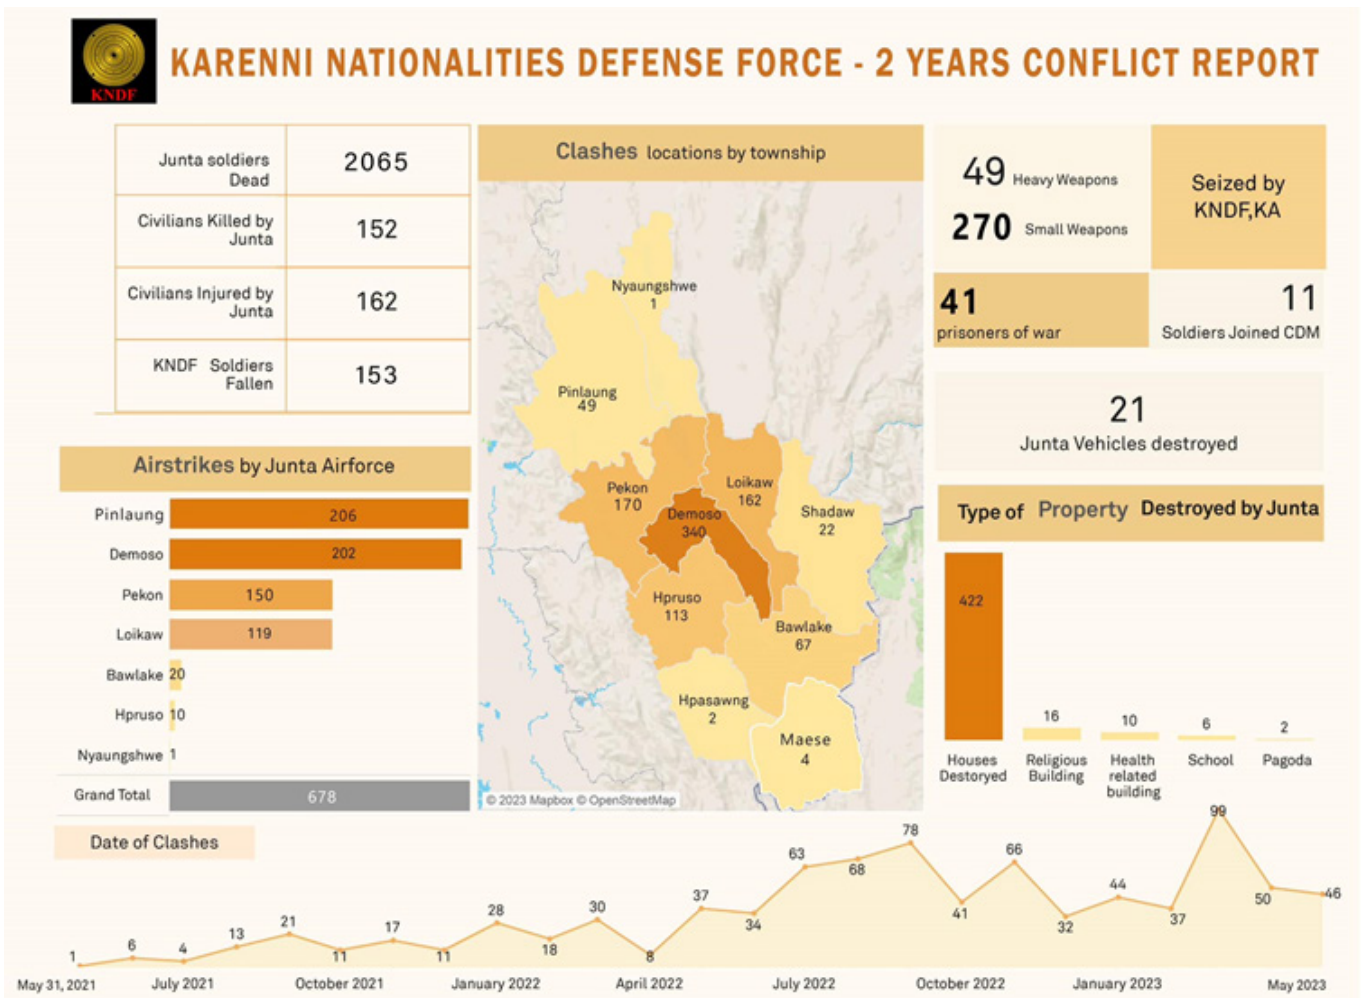 KNDF
KARENNI NATIONALITIES DEFENSE FORCE - 2 YEARS CONFLICT REPORT
Junta soldiers
Dead
2065
Civilians Killed by
Junta
152
Civilians Injured by
Junta
162
KNDF Soldiers
Fallen
153
Airstrikes by Junta Airforce
Pinlaung 206
Demoso 202
Pekon 150
Loikaw 119
Bawlake 20
Hpruso 10
Nyaungshwe 1
Grand Total 678
Clashes locations by township
Nyaungshwe
1
Pinlaung
49
Pekon
170
Loikaw
162
Demoso
340
Shadaw
22
Hpruso
113
Bawlake
67
Hpasawng
2
Maese
4
© 2023 Mapbox © OpenStreetMap
49 Heavy Weapons
270 Small Weapons
Seized by
KNDF,KA
41
prisoners of war
11
Soldiers Joined CDM
21
Junta Vehicles destroyed
Type of Property Destroyed by Junta
422
16
10
6
2
Houses
Destoryed
Religious
Building
Health
related
building
School
Pagoda
Date of Clashes
1
6
4
13
21
11
17
11
28
18
30
8
37
34
63
68
78
41
66
32
44
37
99
50
46
May 31, 2021
July 2021
October 2021
January 2022
April 2022
July 2022
October 2022
January 2023
May 2023